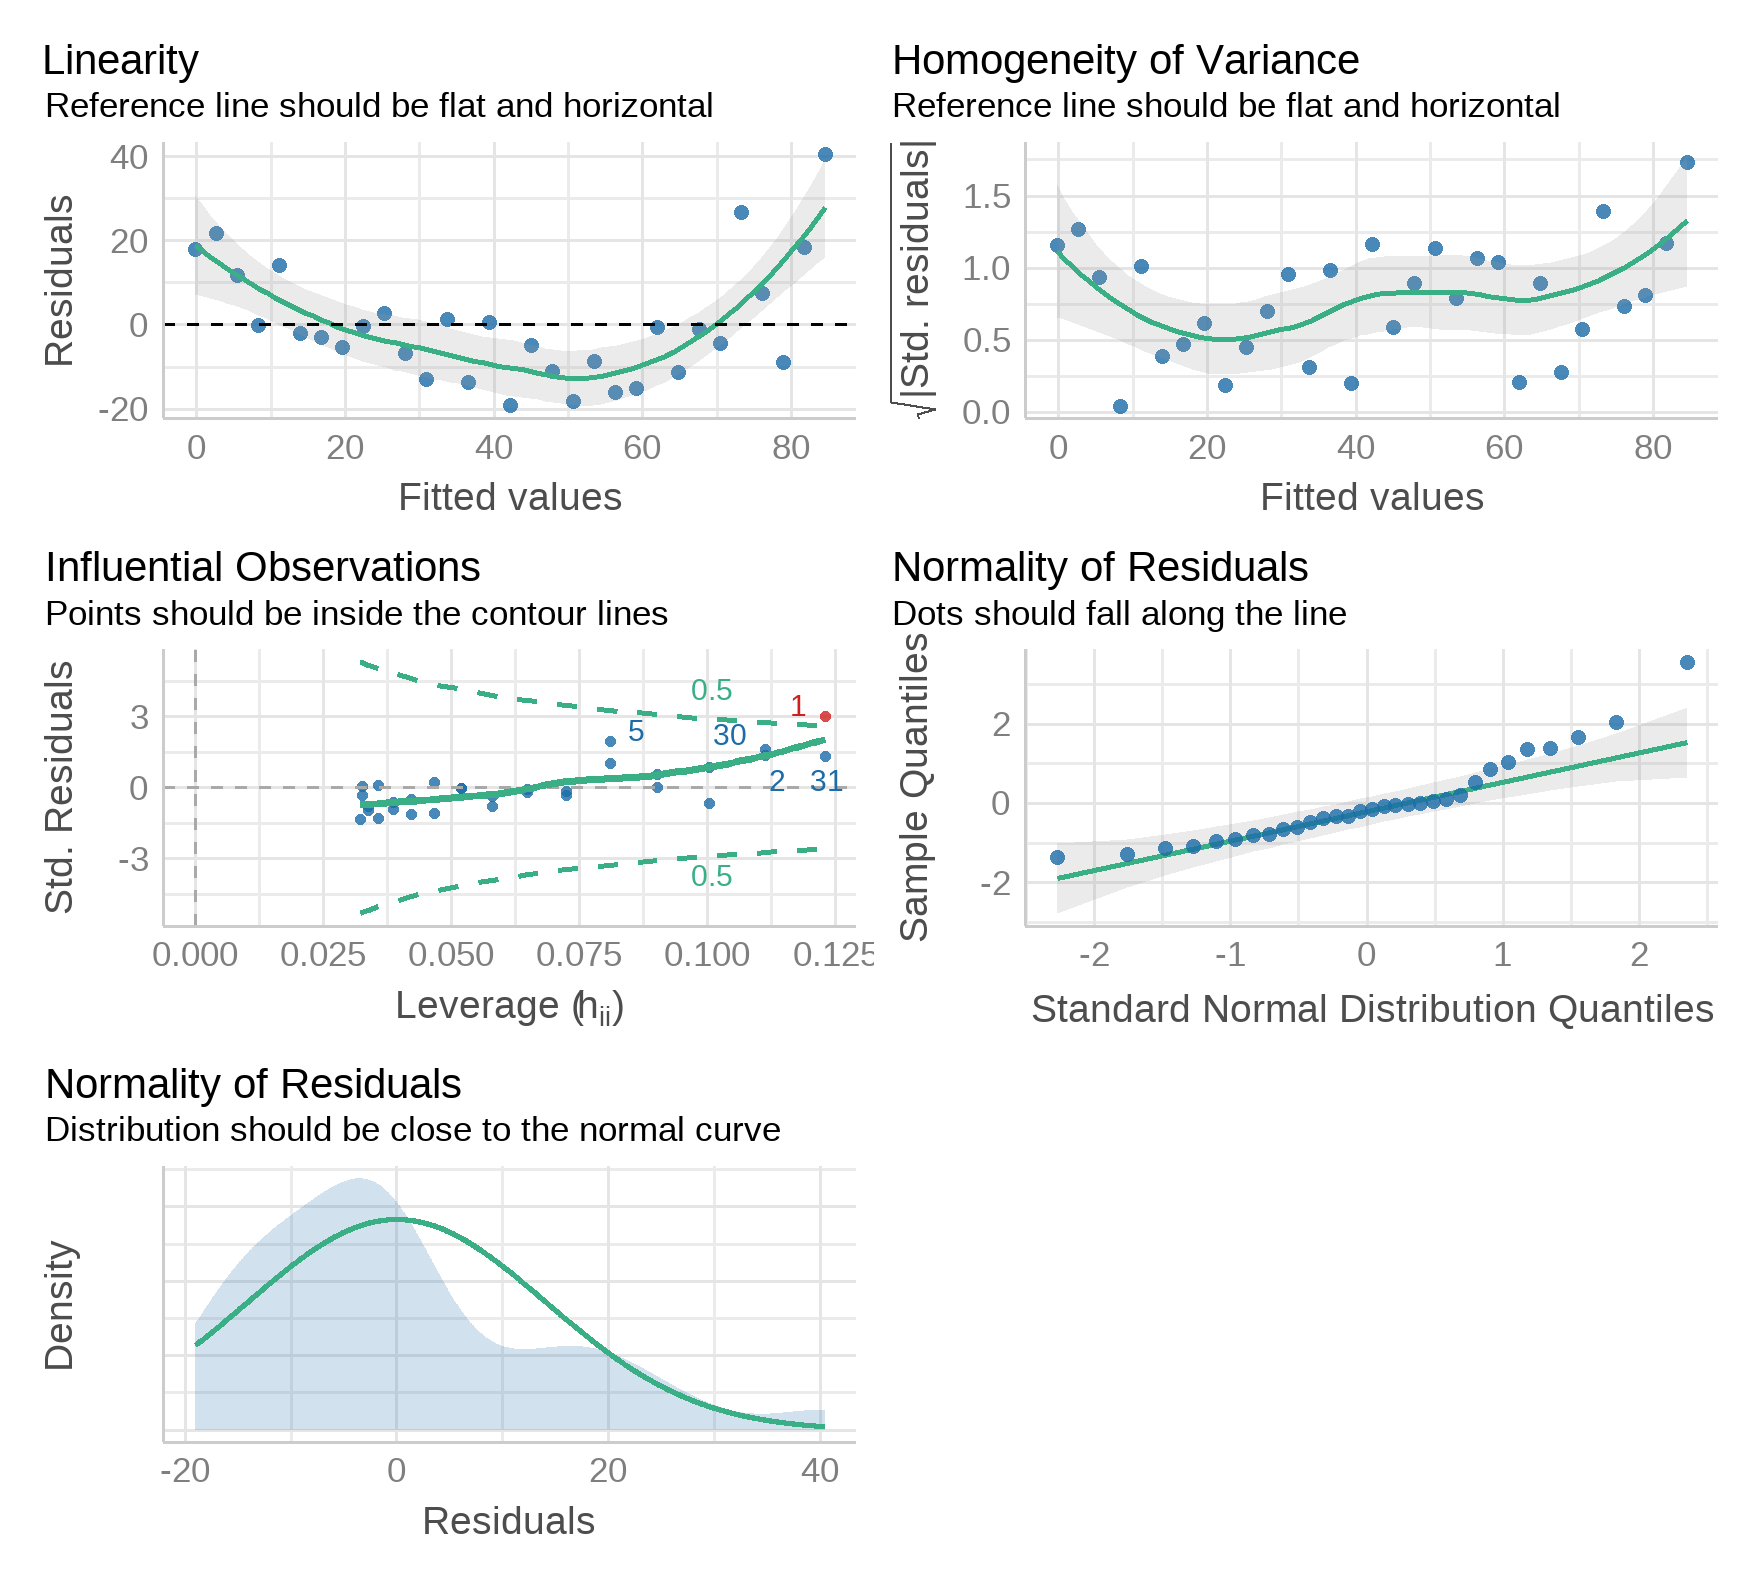 Linearity
Reference line should be flat and horizontal
Residuals
40
20
0
-20
0 20 40 60 80
Fitted values
Homogeneity of Variance
Reference line should be flat and horizontal
√|Std. residuals|
1.5
1.0
0.5
0.0
0 20 40 60 80
Fitted values
Influential Observations
Points should be inside the contour lines
Std. Residuals
3
0
-3
0.5
1
5
30
2
31
0.5
0.000 0.025 0.050 0.075 0.100 0.125
Leverage (hii)
Normality of Residuals
Dots should fall along the line
Sample Quantiles
2
0
-2
-2 -1 0 1 2
Standard Normal Distribution Quantiles
Normality of Residuals
Distribution should be close to the normal curve
Density
-20 0 20 40
Residuals